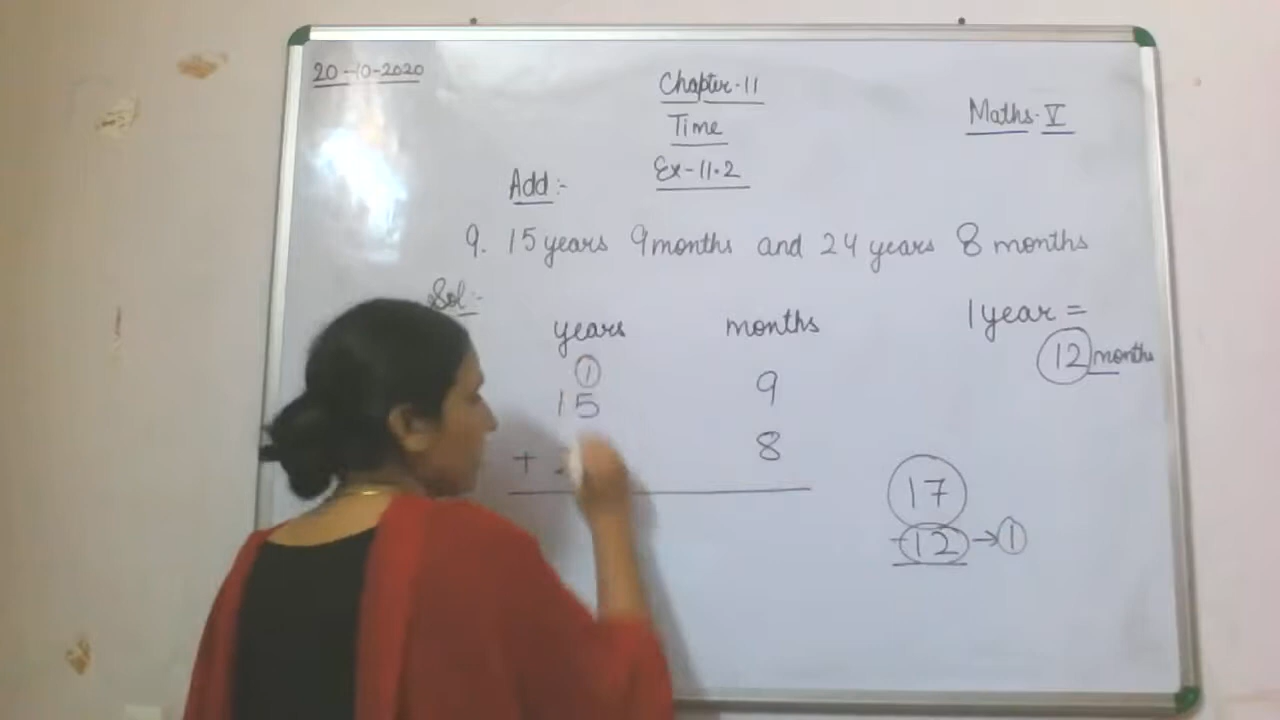 20-10-2020
Chapter-11
Maths-V
Time
Ex-11.2
Add:-
9. 15 years 9 months and 24 years 8 months
Sol:-
years months
1 year =
12 months
1
15 9
+ 8
17
-12 → 1